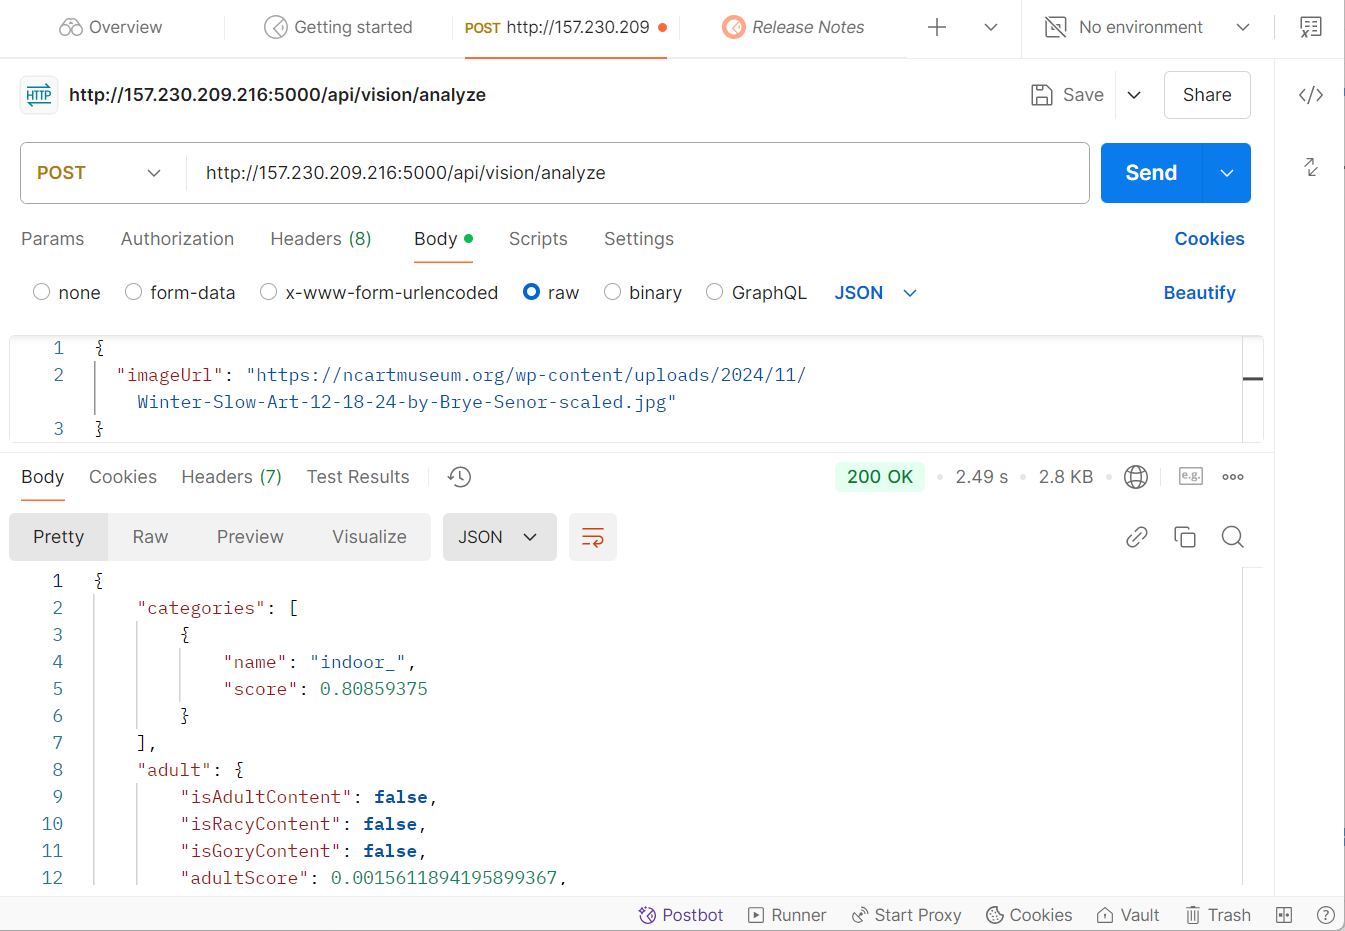 Overview Getting started POST http://157.230.209 Release Notes No environment
HTTP http://157.230.209.216:5000/api/vision/analyze Save Share
POST http://157.230.209.216:5000/api/vision/analyze Send
Params Authorization Headers (8) Body Scripts Settings Cookies
none form-data x-www-form-urlencoded raw binary GraphQL JSON Beautify
1 {
2 "imageUrl": "https://ncartmuseum.org/wp-content/uploads/2024/11/
Winter-Slow-Art-12-18-24-by-Brye-Senor-scaled.jpg"
3 }
Body Cookies Headers (7) Test Results 200 OK 2.49 s 2.8 KB e.g.
Pretty Raw Preview Visualize JSON
1 {
2 "categories": [
3 {
4 "name": "indoor_",
5 "score": 0.80859375
6 }
7 ],
8 "adult": {
9 "isAdultContent": false,
10 "isRacyContent": false,
11 "isGoryContent": false,
12 "adultScore": 0.0015611894195899367,
Postbot Runner Start Proxy Cookies Vault Trash